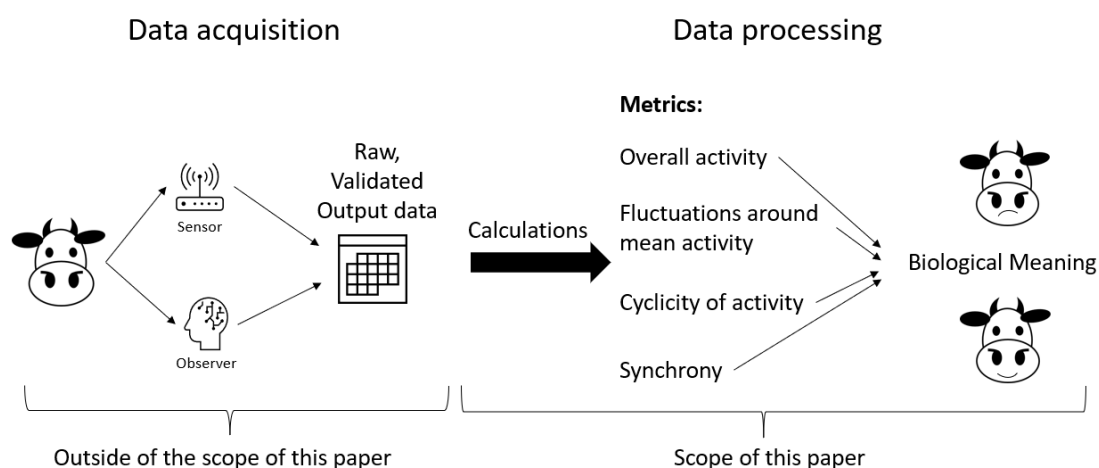 Data acquisition
Data processing
Metrics:
Raw,
Validated
Output data
Sensor
Observer
Calculations
Overall activity
Fluctuations around
mean activity
Cyclicity of activity
Synchrony
Biological Meaning
Outside of the scope of this paper
Scope of this paper